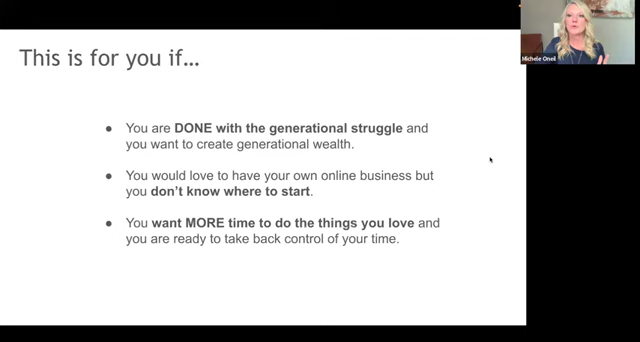 This is for you if...
Michele Oneil
● You are DONE with the generational struggle and
you want to create generational wealth.
● You would love to have your own online business but
you don't know where to start.
● You want MORE time to do the things you love and
you are ready to take back control of your time.